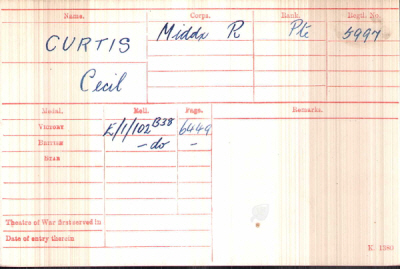 Name. Corps. Rank. Regtl. No.
CURTIS Middx R Pte 5997
Cecil
Medal. Roll. Page. Remarks.
VICTORY E/1/102 B38 6449
BRITISH - do -
STAR
Theatre of War first served in
Date of entry therein
K. 1380